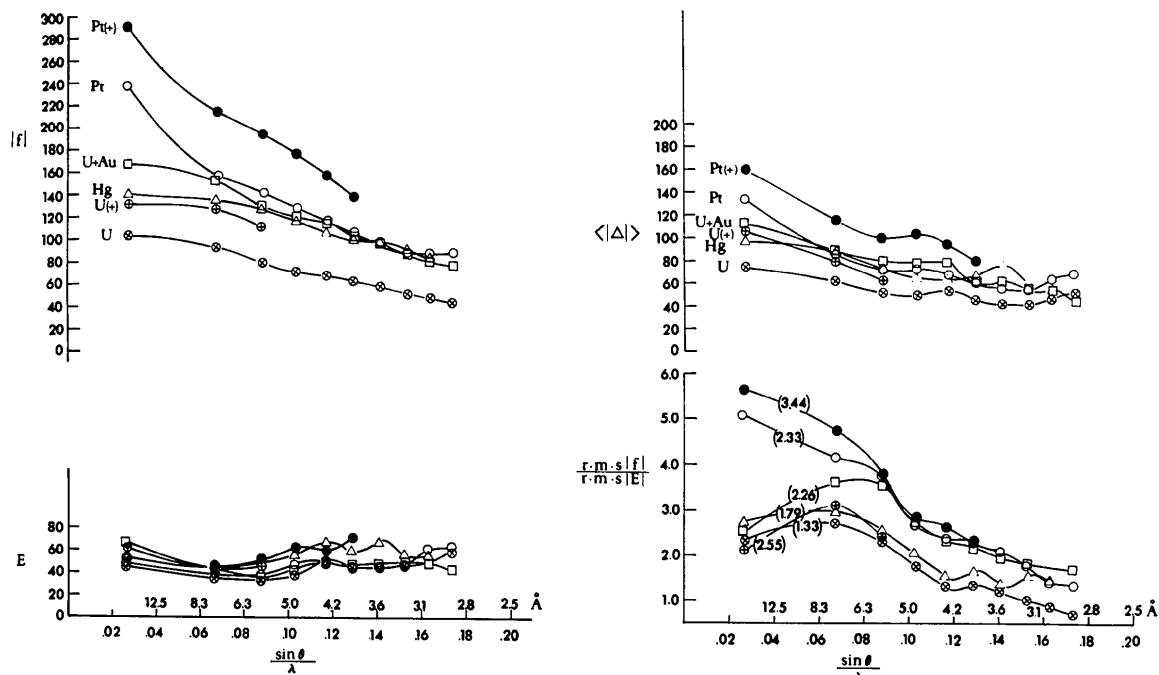 |f|
300
280
260
240
220
200
180
160
140
120
100
80
60
40
20
0
Pt(+)
Pt
U+Au
Hg
U(+)
U
E
80
60
40
20
0
12.5 8.3 6.3 5.0 4.2 3.6 3.1 2.8 2.5 Å
.02 .04 .06 .08 .10 .12 .14 .16 .18 .20
sin θ
λ
⟨|Δ|⟩
200
180
160
140
120
100
80
60
40
20
0
Pt(+)
Pt
U+Au
U(+)
Hg
U
r·m·s|f|
r·m·s|E|
6.0
5.0
4.0
3.0
2.0
1.0
(3.44)
(2.33)
(2.26)
(1.79)
(1.33)
(2.55)
12.5 8.3 6.3 5.0 4.2 3.6 3.1 2.8 2.5 Å
.02 .04 .06 .08 .10 .12 .14 .16 .18 .20
sin θ
λ